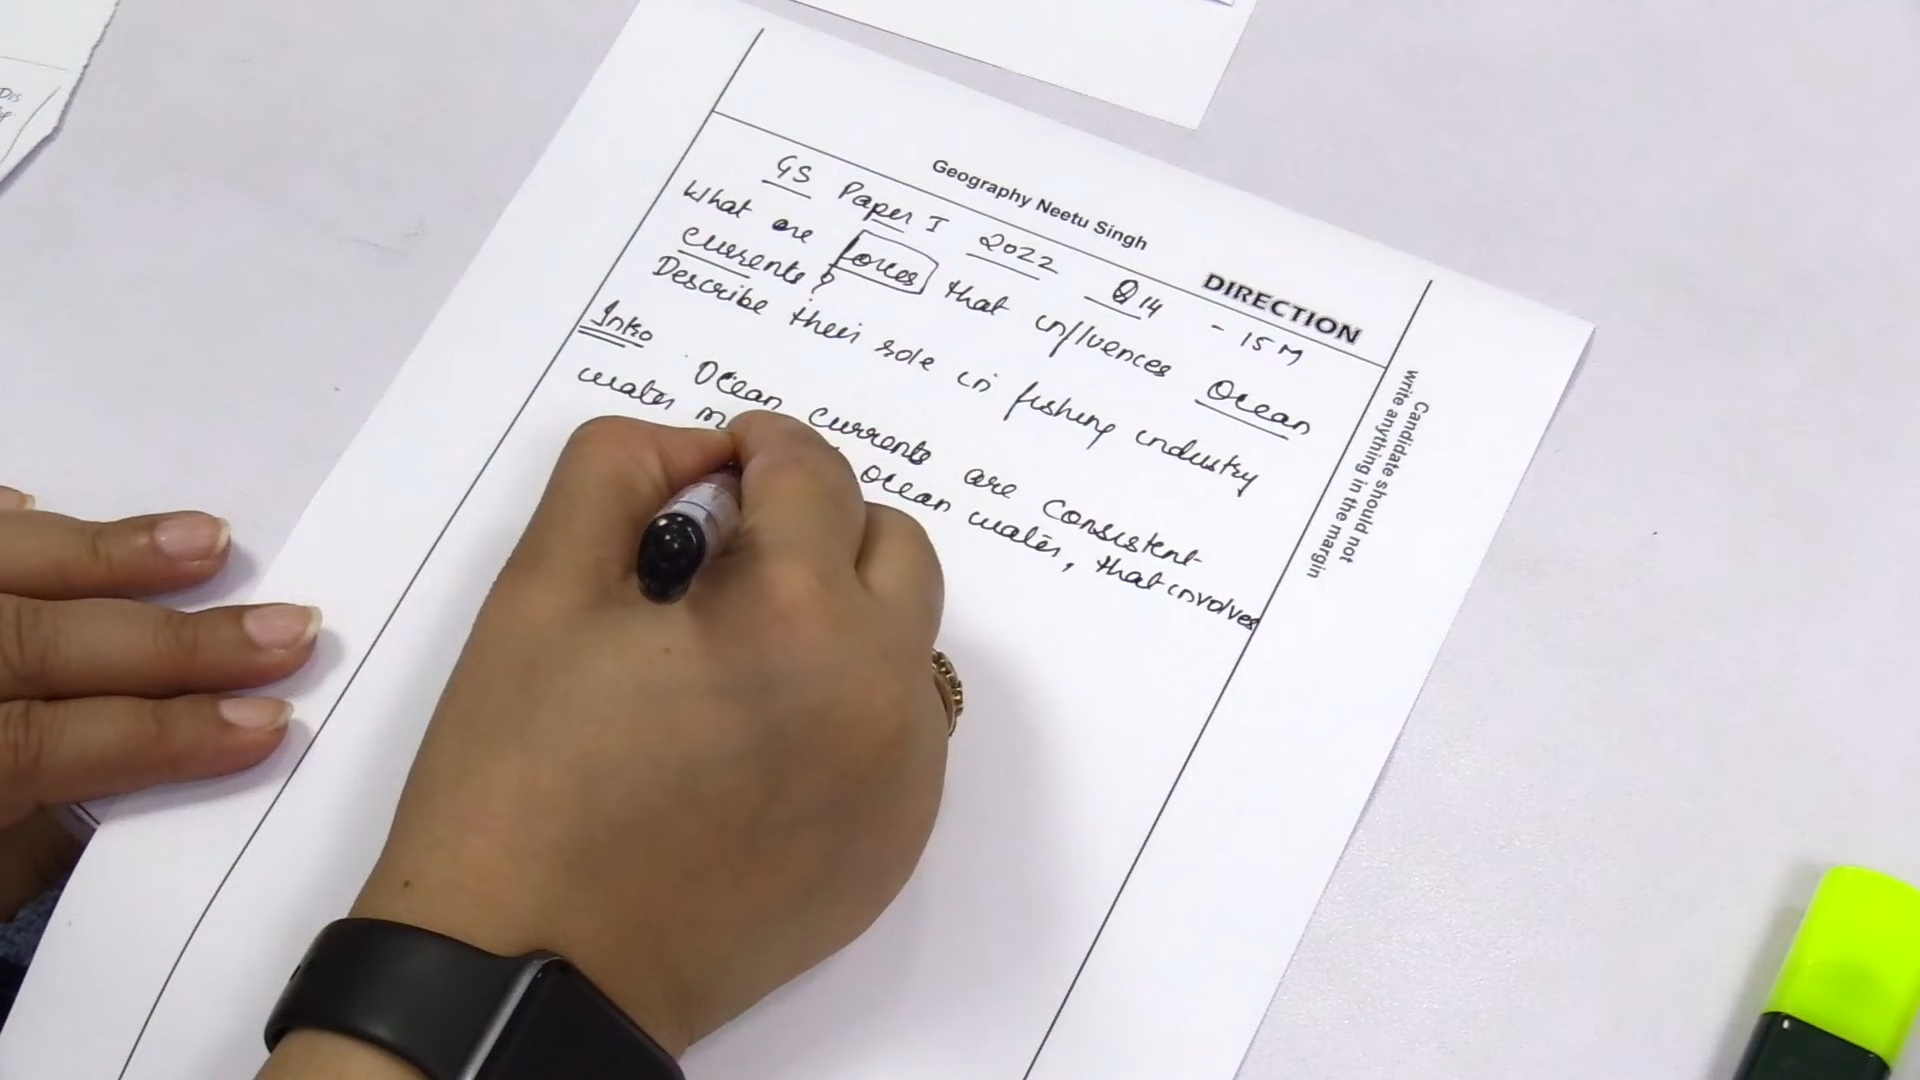 Geography Neetu Singh
DIRECTION
GS Paper I 2022 Q14 - 15M
What are forces that influences Ocean
currents?
Describe their role in fishing industry
Intro
Ocean currents are consistent
water Ocean water, that involves
Candidate should not
write anything in the margin
Dis